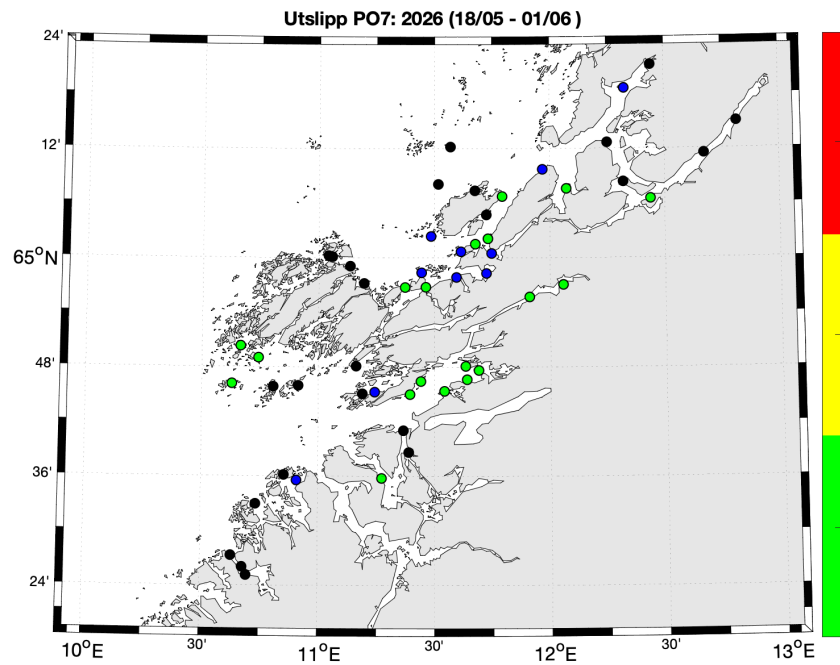 Utslipp PO7: 2026 (18/05 - 01/06 )
24'
12'
65°N
48'
36'
24'
10°E
30'
11°E
30'
12°E
30'
13°E